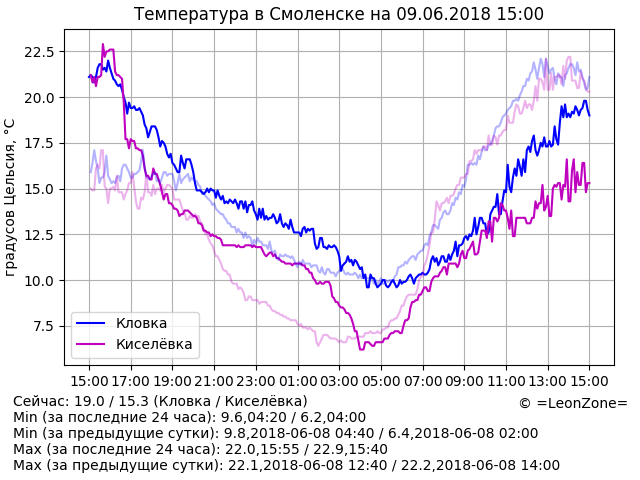 Температура в Смоленске на 09.06.2018 15:00
22.5
20.0
17.5
15.0
12.5
10.0
7.5
градусов Цельсия, °C
Кловка
Киселёвка
15:00 17:00 19:00 21:00 23:00 01:00 03:00 05:00 07:00 09:00 11:00 13:00 15:00
Сейчас: 19.0 / 15.3 (Кловка / Киселёвка)
© =LeonZone=
Min (за последние 24 часа): 9.6,04:20 / 6.2,04:00
Min (за предыдущие сутки): 9.8,2018-06-08 04:40 / 6.4,2018-06-08 02:00
Max (за последние 24 часа): 22.0,15:55 / 22.9,15:40
Max (за предыдущие сутки): 22.1,2018-06-08 12:40 / 22.2,2018-06-08 14:00